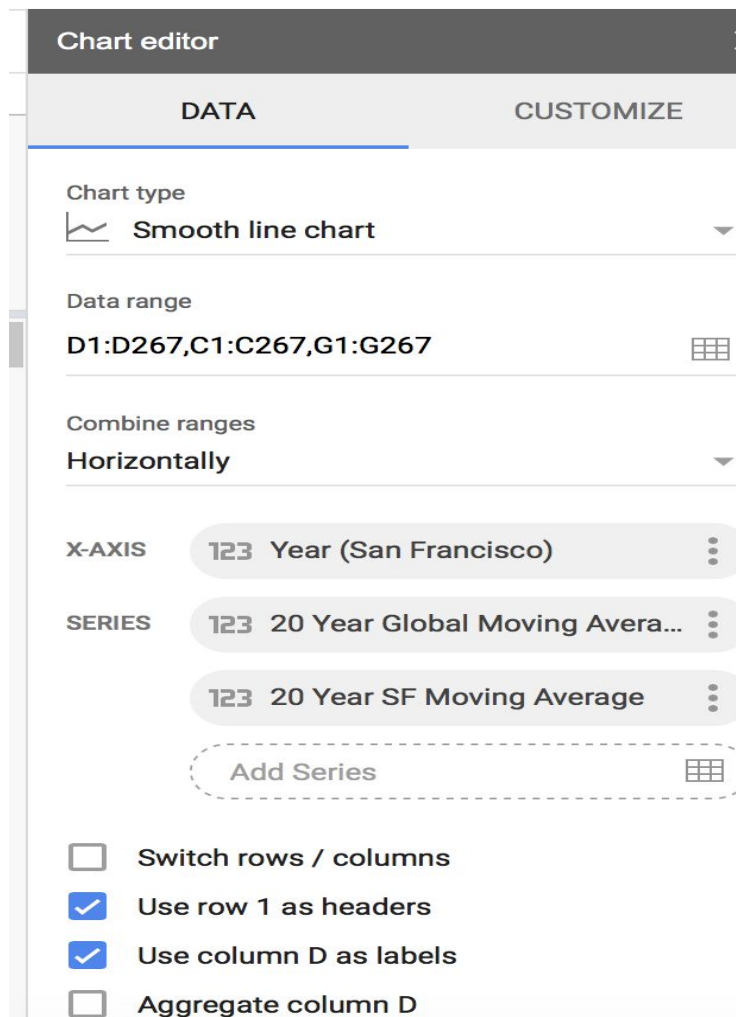 Chart editor
DATA CUSTOMIZE
Chart type
Smooth line chart
Data range
D1:D267,C1:C267,G1:G267
Combine ranges
Horizontally
X-AXIS 123 Year (San Francisco)
SERIES 123 20 Year Global Moving Avera...
123 20 Year SF Moving Average
Add Series
Switch rows / columns
Use row 1 as headers
Use column D as labels
Aggregate column D